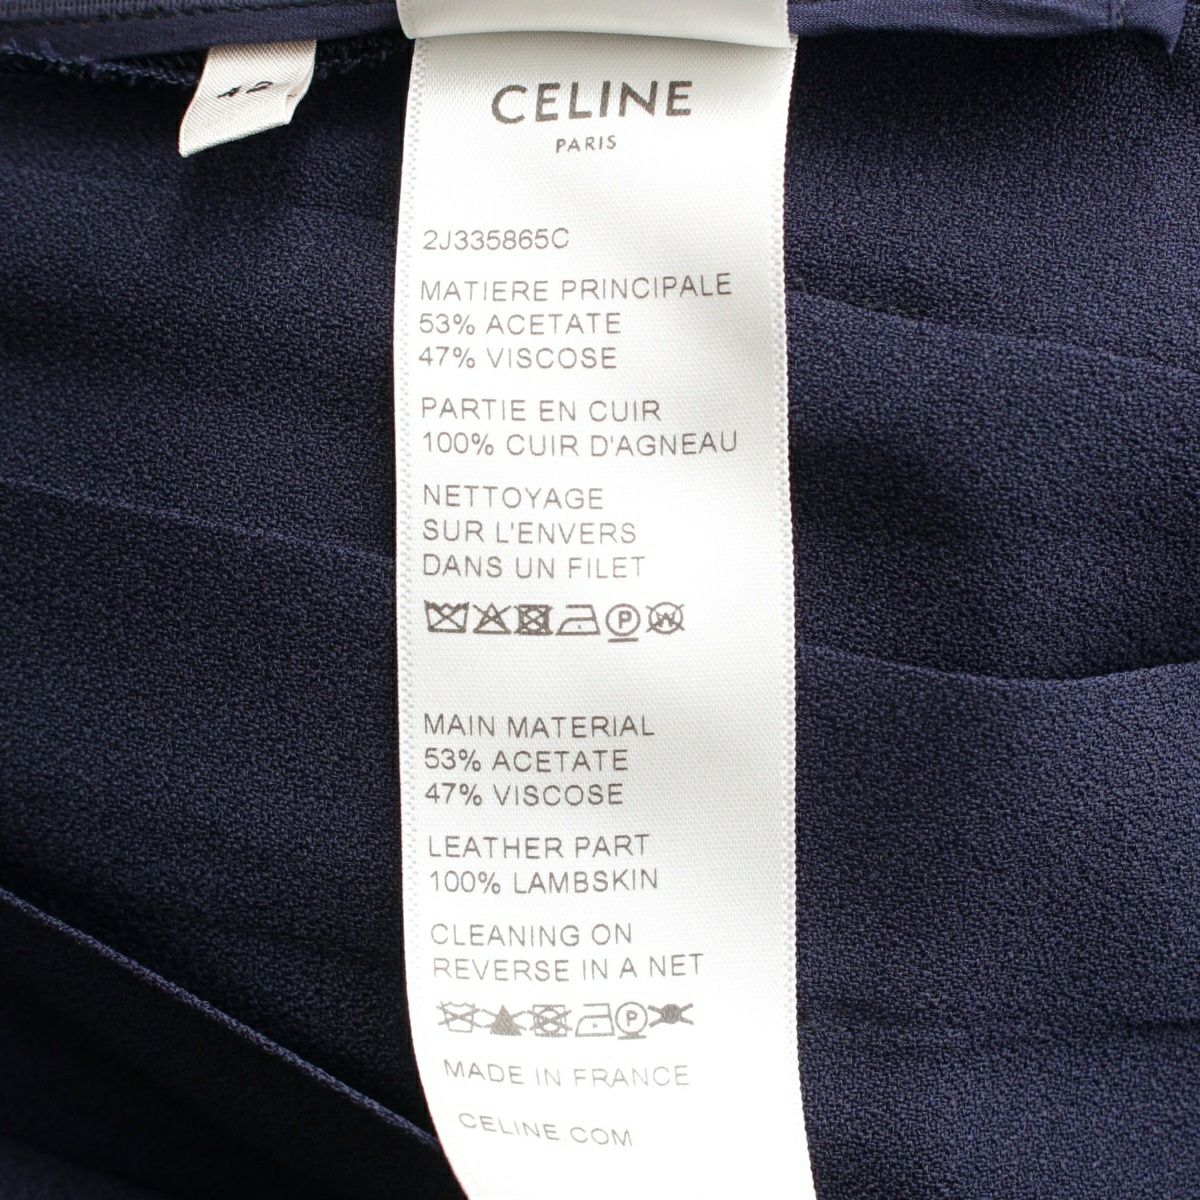 42
CELINE
PARIS
2J335865C
MATIERE PRINCIPALE
53% ACETATE
47% VISCOSE
PARTIE EN CUIR
100% CUIR D'AGNEAU
NETTOYAGE
SUR L'ENVERS
DANS UN FILET
P W
MAIN MATERIAL
53% ACETATE
47% VISCOSE
LEATHER PART
100% LAMBSKIN
CLEANING ON
REVERSE IN A NET
P
MADE IN FRANCE
CELINE.COM